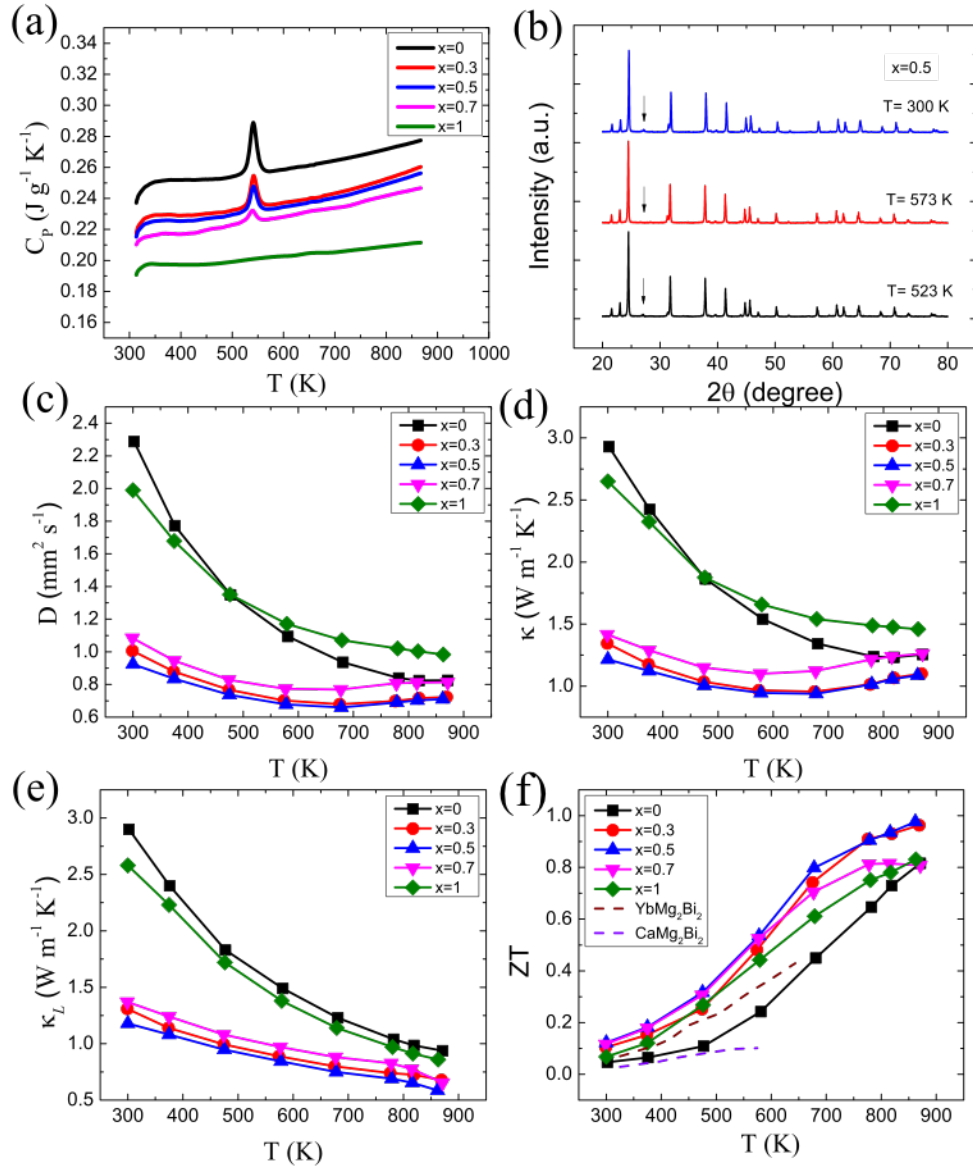 (a)
0.34
0.32
0.30
0.28
0.26
0.24
0.22
0.20
0.18
0.16
C_P (J g⁻¹ K⁻¹)
300 400 500 600 700 800 900 1000
T (K)
x=0
x=0.3
x=0.5
x=0.7
x=1
(b)
Intensity (a.u.)
x=0.5
T= 300 K
T= 573 K
T= 523 K
20 30 40 50 60 70 80
2θ (degree)
(c)
2.4
2.2
2.0
1.8
1.6
1.4
1.2
1.0
0.8
0.6
D (mm² s⁻¹)
300 400 500 600 700 800 900
T (K)
x=0
x=0.3
x=0.5
x=0.7
x=1
(d)
3.0
2.5
2.0
1.5
1.0
κ (W m⁻¹ K⁻¹)
300 400 500 600 700 800 900
T (K)
x=0
x=0.3
x=0.5
x=0.7
x=1
(e)
3.0
2.5
2.0
1.5
1.0
0.5
κ_L (W m⁻¹ K⁻¹)
300 400 500 600 700 800 900
T (K)
x=0
x=0.3
x=0.5
x=0.7
x=1
(f)
1.0
0.8
0.6
0.4
0.2
0.0
ZT
300 400 500 600 700 800 900
T (K)
x=0
x=0.3
x=0.5
x=0.7
x=1
YbMg₂Bi₂
CaMg₂Bi₂